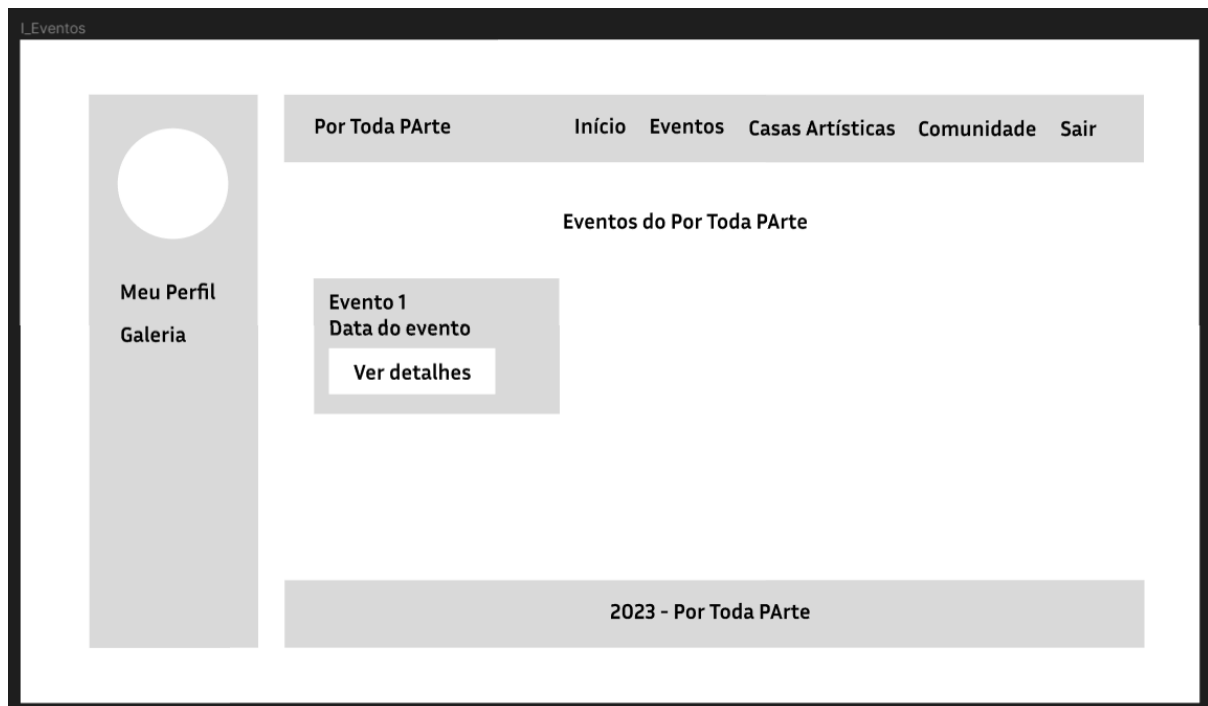 I_Eventos
Por Toda PArte
Início Eventos Casas Artísticas Comunidade Sair
Eventos do Por Toda PArte
Meu Perfil
Galeria
Evento 1
Data do evento
Ver detalhes
2023 - Por Toda PArte